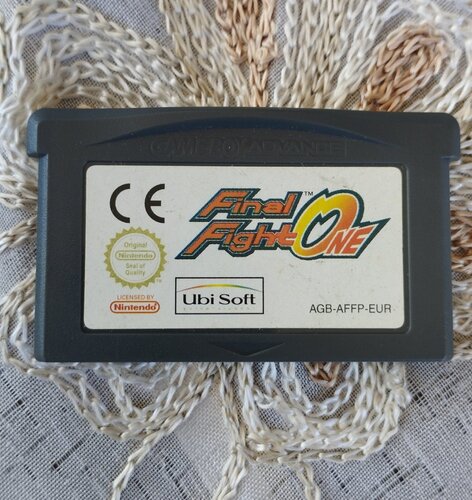 GAME BOY ADVANCE
CE
Final
Fight ONE
TM
Original
Nintendo
Seal of
Quality
LICENSED BY
Nintendo
Ubi Soft
AGB-AFFP-EUR